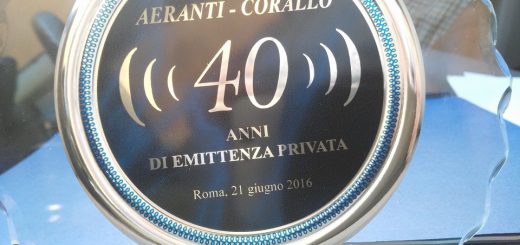 AERANTI - CORALLO
40
ANNI
DI EMITTENZA PRIVATA
Roma, 21 giugno 2016